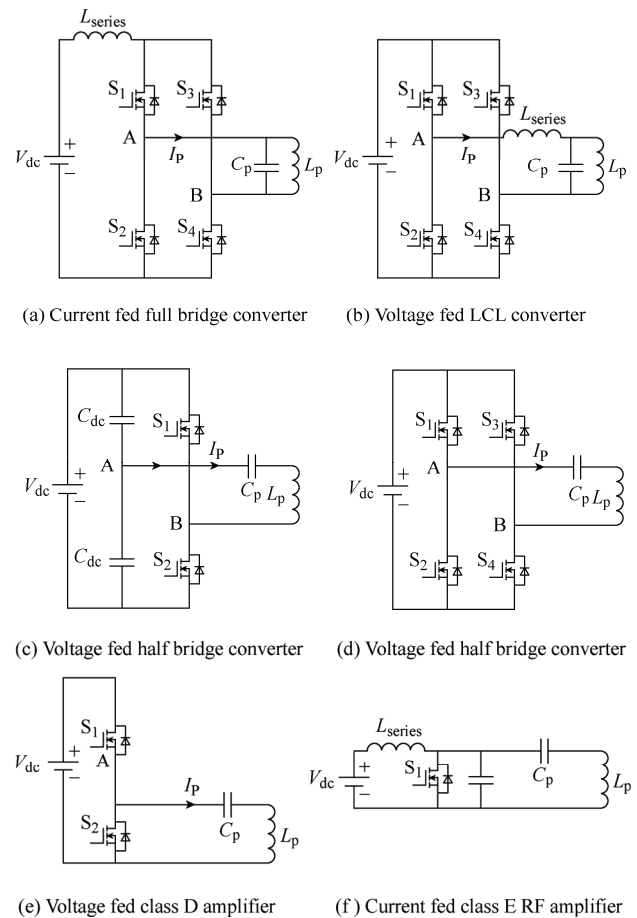 L_series
S_1 S_3
A
V_dc + −
I_P
C_p L_p
B
S_2 S_4
(a) Current fed full bridge converter
S_1 S_3
L_series
A
V_dc + −
I_P
C_p L_p
B
S_2 S_4
(b) Voltage fed LCL converter
C_dc
S_1
I_P
A
V_dc + −
C_p L_p
B
C_dc
S_2
(c) Voltage fed half bridge converter
S_1 S_3
I_P
A
V_dc + −
C_p L_p
B
S_2 S_4
(d) Voltage fed half bridge converter
S_1
V_dc + −
A
I_P
S_2
C_p L_p
(e) Voltage fed class D amplifier
L_series
V_dc + −
S_1
C_p
L_p
(f ) Current fed class E RF amplifier